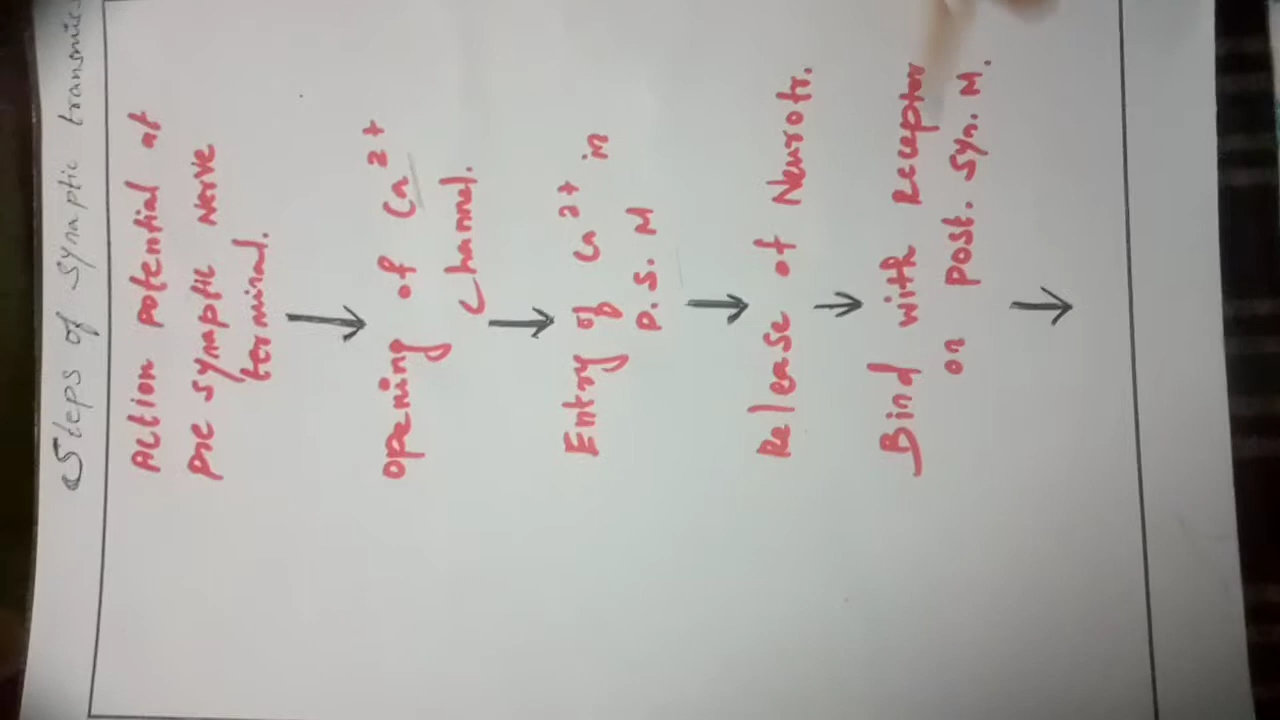 Steps of synaptic
Action potential at
pre synaptic Nerve
terminal.
opening of Ca2+
channel.
Entry of Ca2+ in
P.S. M
Release of Neurotr.
Bind with Receptor
on Post. Syn. M.